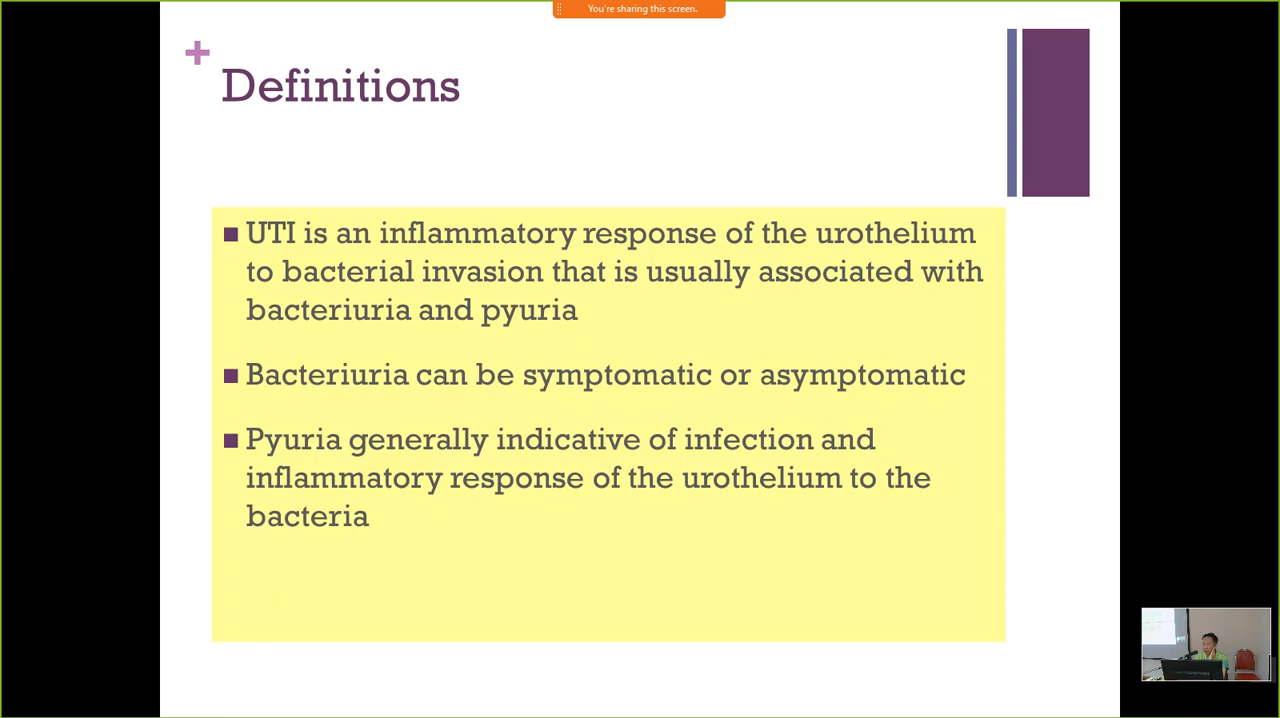 You're sharing this screen.
+
Definitions
■ UTI is an inflammatory response of the urothelium
to bacterial invasion that is usually associated with
bacteriuria and pyuria
■ Bacteriuria can be symptomatic or asymptomatic
■ Pyuria generally indicative of infection and
inflammatory response of the urothelium to the
bacteria